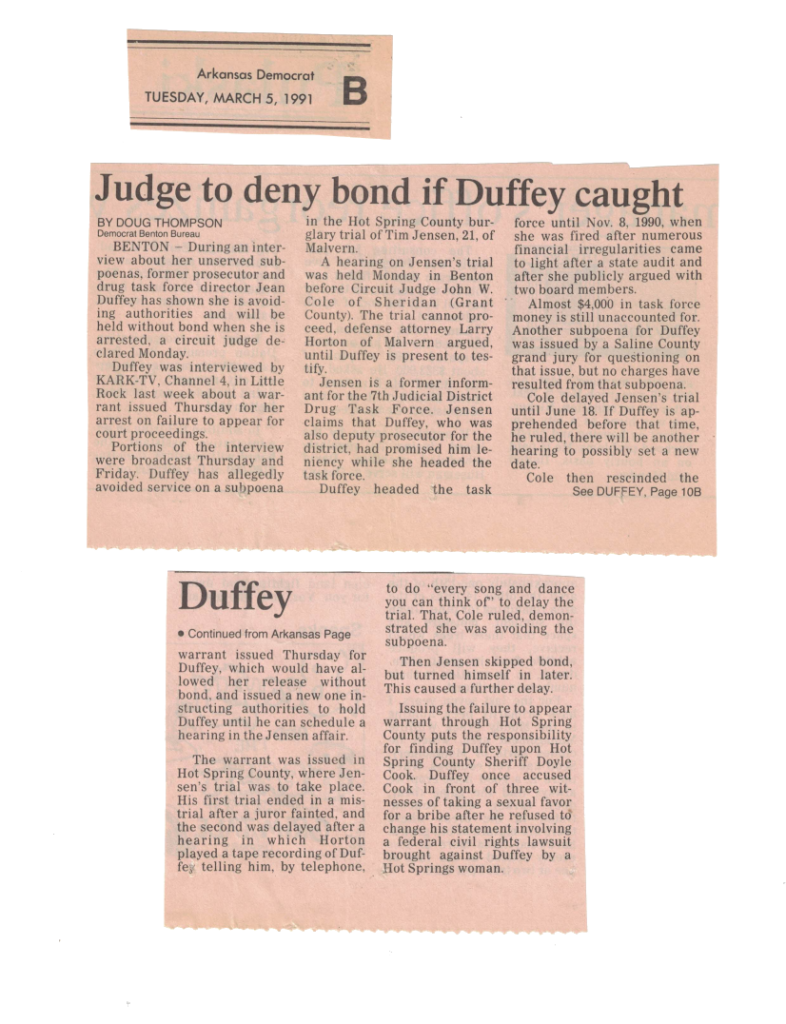 Arkansas Democrat
TUESDAY, MARCH 5, 1991
B
Judge to deny bond if Duffey caught
BY DOUG THOMPSON
Democrat Benton Bureau
BENTON – During an inter-
view about her unserved sub-
poenas, former prosecutor and
drug task force director Jean
Duffey has shown she is avoid-
ing authorities and will be
held without bond when she is
arrested, a circuit judge de-
clared Monday.
Duffey was interviewed by
KARK-TV, Channel 4, in Little
Rock last week about a war-
rant issued Thursday for her
arrest on failure to appear for
court proceedings.
Portions of the interview
were broadcast Thursday and
Friday. Duffey has allegedly
avoided service on a subpoena
in the Hot Spring County bur-
glary trial of Tim Jensen, 21, of
Malvern.
A hearing on Jensen's trial
was held Monday in Benton
before Circuit Judge John W.
Cole of Sheridan (Grant
County). The trial cannot pro-
ceed, defense attorney Larry
Horton of Malvern argued,
until Duffey is present to tes-
tify.
Jensen is a former inform-
ant for the 7th Judicial District
Drug Task Force. Jensen
claims that Duffey, who was
also deputy prosecutor for the
district, had promised him le-
niency while she headed the
task force.
Duffey headed the task
force until Nov. 8, 1990, when
she was fired after numerous
financial irregularities came
to light after a state audit and
after she publicly argued with
two board members.
Almost $4,000 in task force
money is still unaccounted for.
Another subpoena for Duffey
was issued by a Saline County
grand jury for questioning on
that issue, but no charges have
resulted from that subpoena.
Cole delayed Jensen's trial
until June 18. If Duffey is ap-
prehended before that time,
he ruled, there will be another
hearing to possibly set a new
date.
Cole then rescinded the
See DUFFEY, Page 10B
Duffey
• Continued from Arkansas Page
warrant issued Thursday for
Duffey, which would have al-
lowed her release without
bond, and issued a new one in-
structing authorities to hold
Duffey until he can schedule a
hearing in the Jensen affair.
The warrant was issued in
Hot Spring County, where Jen-
sen's trial was to take place.
His first trial ended in a mis-
trial after a juror fainted, and
the second was delayed after a
hearing in which Horton
played a tape recording of Duf-
fey telling him, by telephone,
to do "every song and dance
you can think of" to delay the
trial. That, Cole ruled, demon-
strated she was avoiding the
subpoena.
Then Jensen skipped bond,
but turned himself in later.
This caused a further delay.
Issuing the failure to appear
warrant through Hot Spring
County puts the responsibility
for finding Duffey upon Hot
Spring County Sheriff Doyle
Cook. Duffey once accused
Cook in front of three wit-
nesses of taking a sexual favor
for a bribe after he refused to
change his statement involving
a federal civil rights lawsuit
brought against Duffey by a
Hot Springs woman.